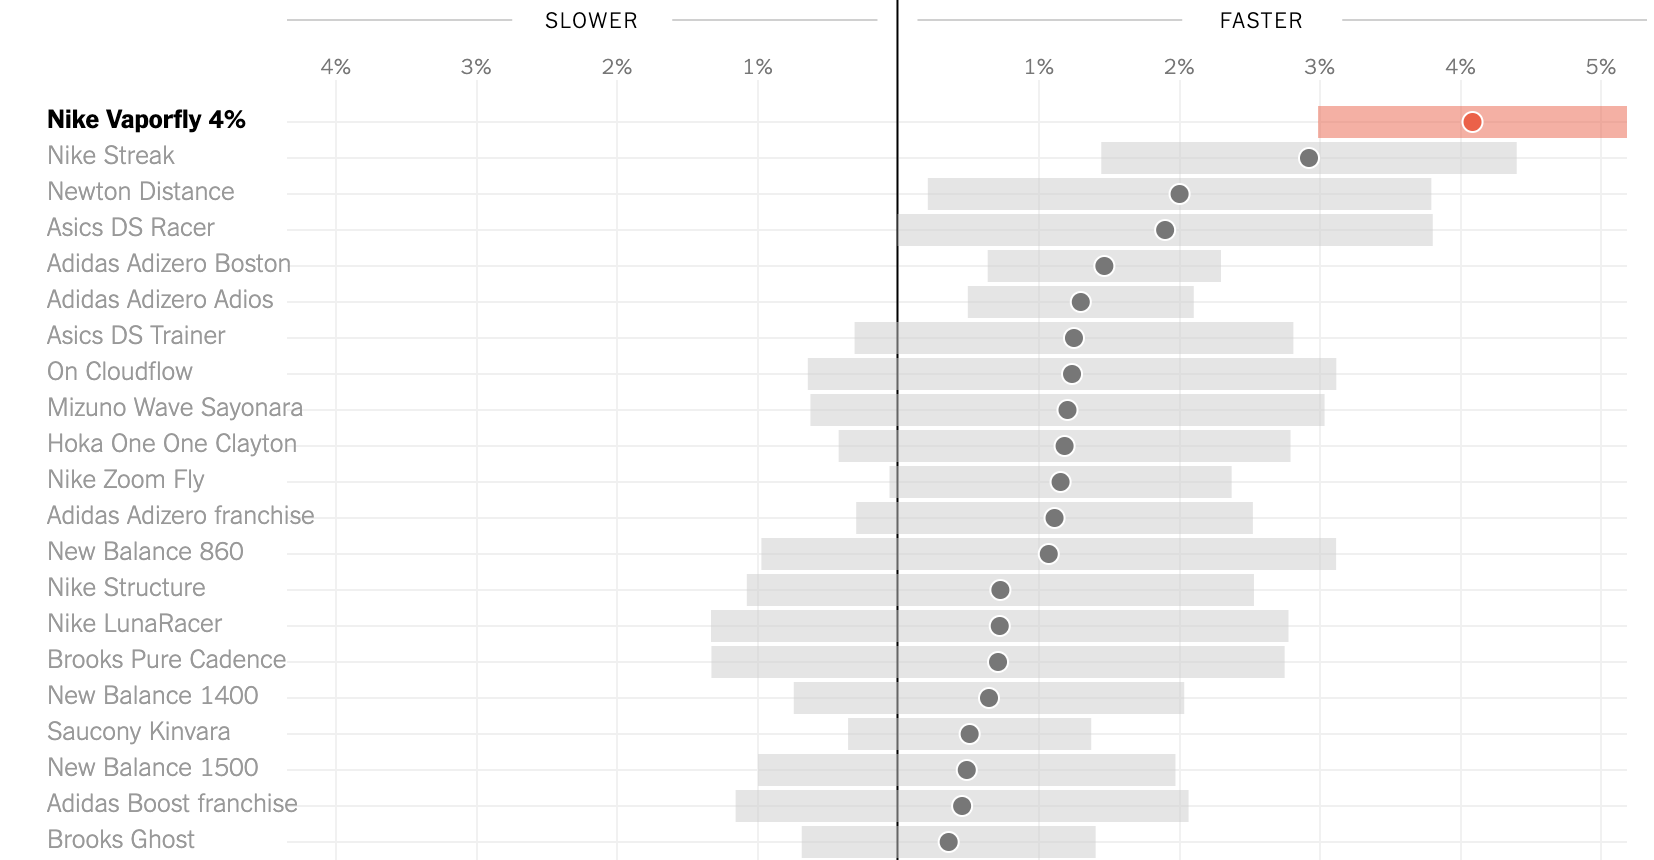 SLOWER FASTER
4% 3% 2% 1% 1% 2% 3% 4% 5%
Nike Vaporfly 4%
Nike Streak
Newton Distance
Asics DS Racer
Adidas Adizero Boston
Adidas Adizero Adios
Asics DS Trainer
On Cloudflow
Mizuno Wave Sayonara
Hoka One One Clayton
Nike Zoom Fly
Adidas Adizero franchise
New Balance 860
Nike Structure
Nike LunaRacer
Brooks Pure Cadence
New Balance 1400
Saucony Kinvara
New Balance 1500
Adidas Boost franchise
Brooks Ghost